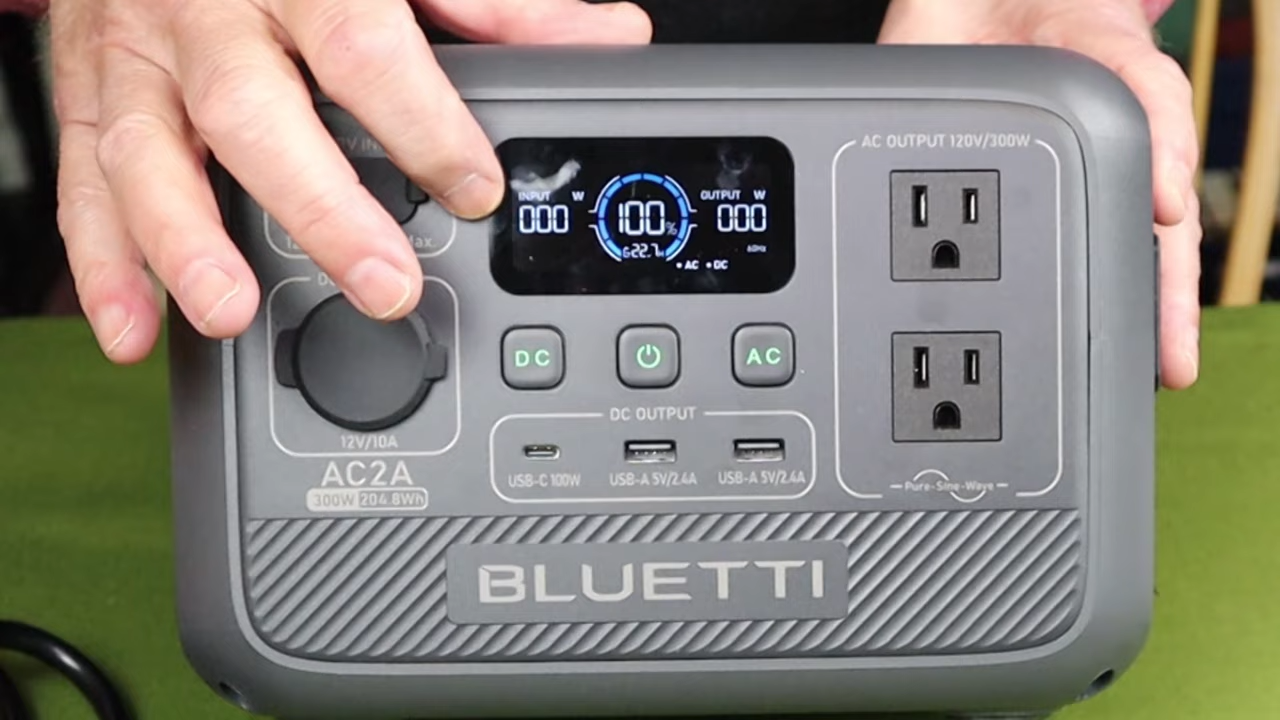 INPUT W
000
100%
OUTPUT W
000
60Hz
AC DC
DC
AC
12V/10A
AC2A
300W 204.8Wh
DC OUTPUT
USB-C 100W
USB-A 5V/2.4A
USB-A 5V/2.4A
AC OUTPUT 120V/300W
Pure-Sine-Wave
BLUETTI